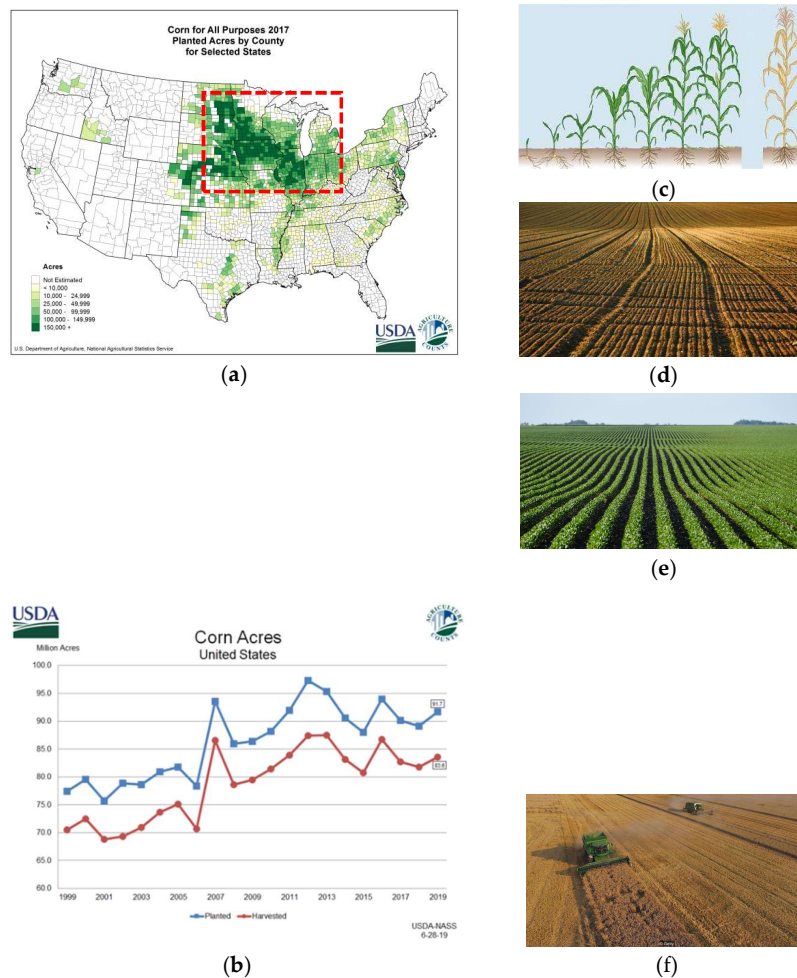 Corn for All Purposes 2017
Planted Acres by County
for Selected States
Acres
Not Estimated
< 10,000
10,000 - 24,999
25,000 - 49,999
50,000 - 99,999
100,000 - 149,999
150,000 +
U.S. Department of Agriculture, National Agricultural Statistics Service
USDA
AGRICULTURE COUNTS
(a)
(c)
(d)
(e)
USDA
AGRICULTURE COUNTS
Corn Acres
United States
Million Acres
100.0
95.0
90.0
85.0
80.0
75.0
70.0
65.0
60.0
91.7
83.6
1999 2001 2003 2005 2007 2009 2011 2013 2015 2017 2019
Planted Harvested
USDA-NASS
6-28-19
(b)
(f)